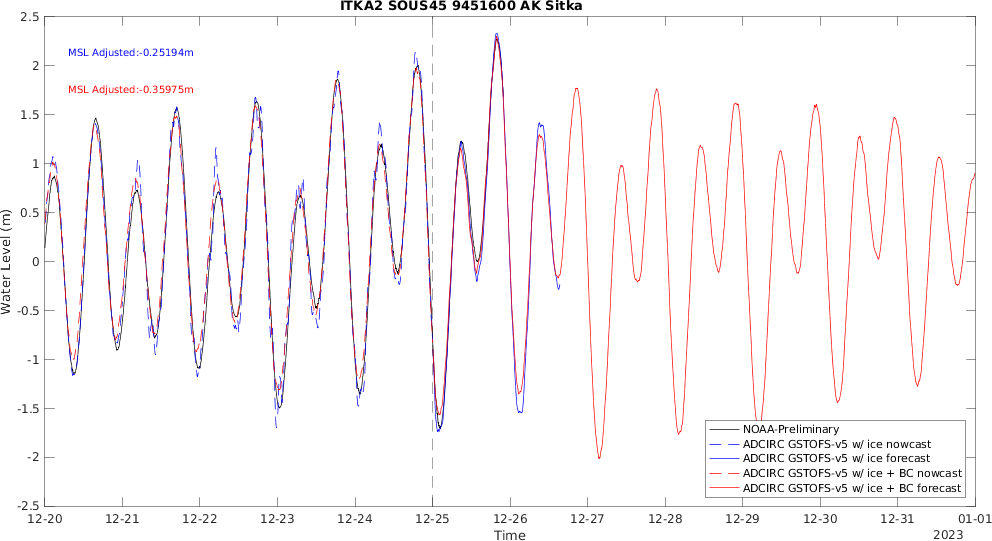 ITKA2 SOUS45 9451600 AK Sitka
MSL Adjusted:-0.25194m
MSL Adjusted:-0.35975m
Water Level (m)
2.5
2
1.5
1
0.5
0
-0.5
-1
-1.5
-2
-2.5
NOAA-Preliminary
ADCIRC GSTOFS-v5 w/ ice nowcast
ADCIRC GSTOFS-v5 w/ ice forecast
ADCIRC GSTOFS-v5 w/ ice + BC nowcast
ADCIRC GSTOFS-v5 w/ ice + BC forecast
12-20 12-21 12-22 12-23 12-24 12-25 12-26 12-27 12-28 12-29 12-30 12-31 01-01
Time
2023